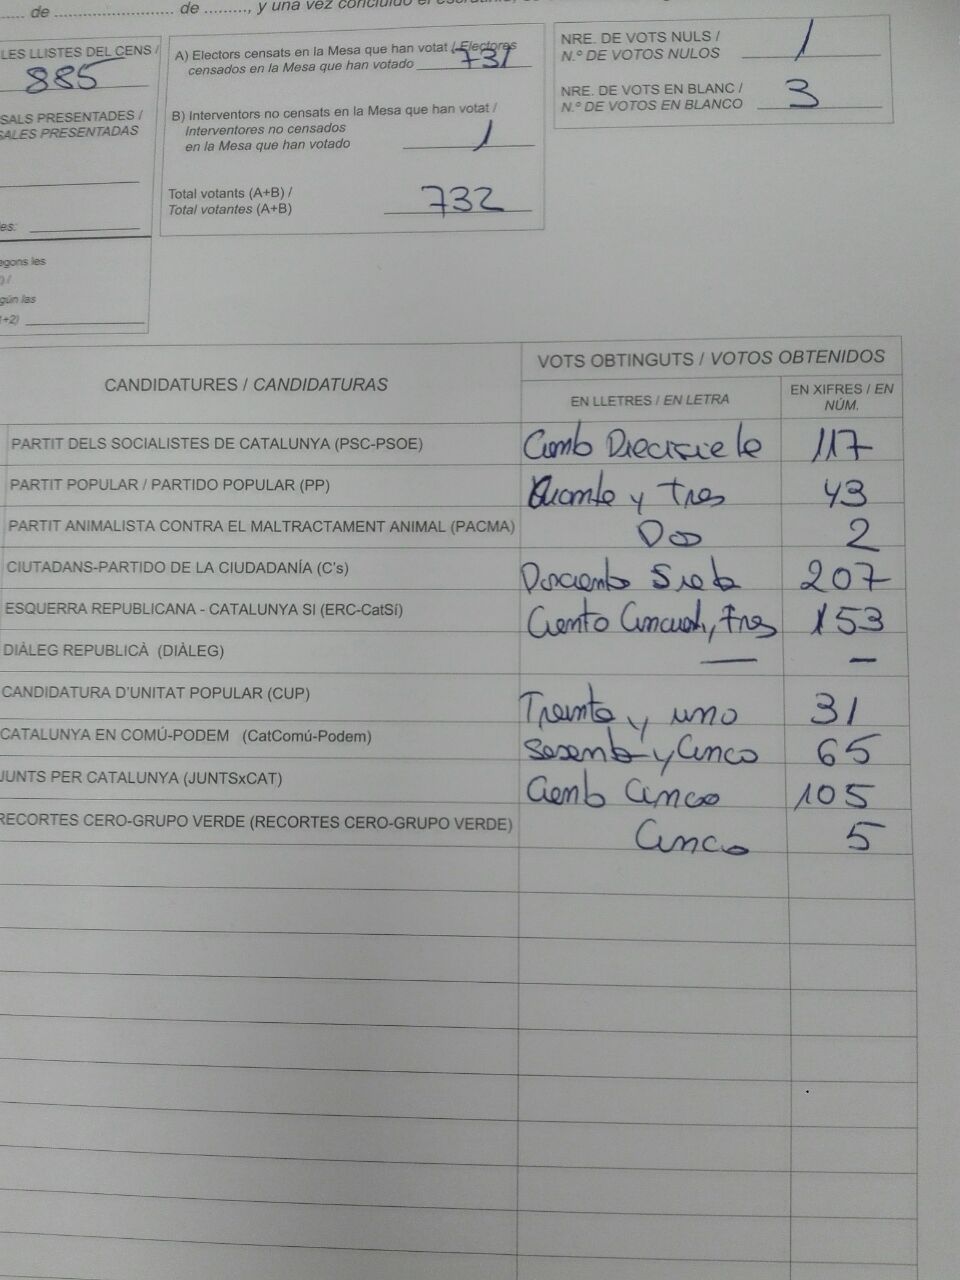 de ............................ de ........., y una vez concluido el
LES LLISTES DEL CENS /
885
SALS PRESENTADES /
SALES PRESENTADAS
es:
egons les
) /
gún las
1+2)
A) Electors censats en la Mesa que han votat / Electores
censados en la Mesa que han votado 731
B) Interventors no censats en la Mesa que han votat /
Interventores no censados
en la Mesa que han votado 1
Total votants (A+B) /
Total votantes (A+B) 732
NRE. DE VOTS NULS /
N.º DE VOTOS NULOS 1
NRE. DE VOTS EN BLANC /
N.º DE VOTOS EN BLANCO 3
CANDIDATURES / CANDIDATURAS
VOTS OBTINGUTS / VOTOS OBTENIDOS
EN LLETRES / EN LETRA
EN XIFRES / EN
NÚM.
PARTIT DELS SOCIALISTES DE CATALUNYA (PSC-PSOE) Ciento Diecisiete 117
PARTIT POPULAR / PARTIDO POPULAR (PP) Cuarenta y tres 43
PARTIT ANIMALISTA CONTRA EL MALTRACTAMENT ANIMAL (PACMA) Dos 2
CIUTADANS-PARTIDO DE LA CIUDADANÍA (C's) Doscientos Siete 207
ESQUERRA REPUBLICANA - CATALUNYA SI (ERC-CatSí) Ciento Cincuenta y tres 153
DIÀLEG REPUBLICÀ (DIÀLEG) — —
CANDIDATURA D'UNITAT POPULAR (CUP) Treinta y uno 31
CATALUNYA EN COMÚ-PODEM (CatComú-Podem) Sesenta y Cinco 65
JUNTS PER CATALUNYA (JUNTSxCAT) Ciento Cinco 105
RECORTES CERO-GRUPO VERDE (RECORTES CERO-GRUPO VERDE) Cinco 5